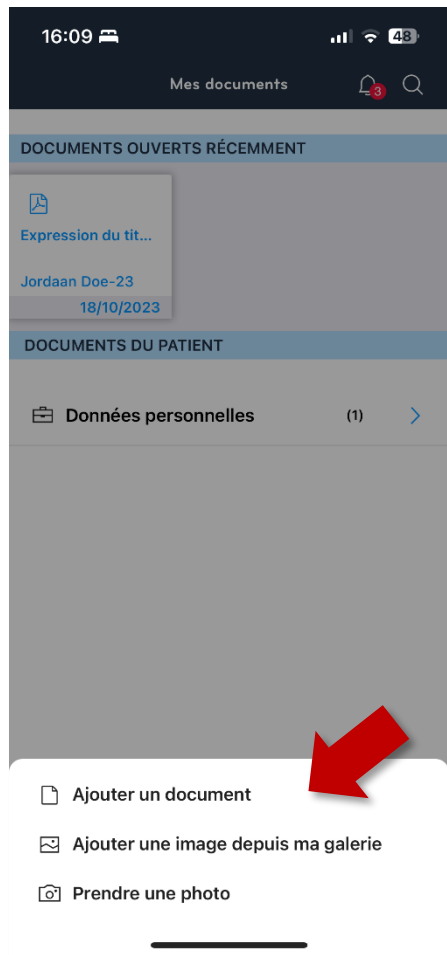 16:09
48
Mes documents
3
DOCUMENTS OUVERTS RÉCEMMENT
Expression du tit...
Jordaan Doe-23
18/10/2023
DOCUMENTS DU PATIENT
Données personnelles (1)
Ajouter un document
Ajouter une image depuis ma galerie
Prendre une photo